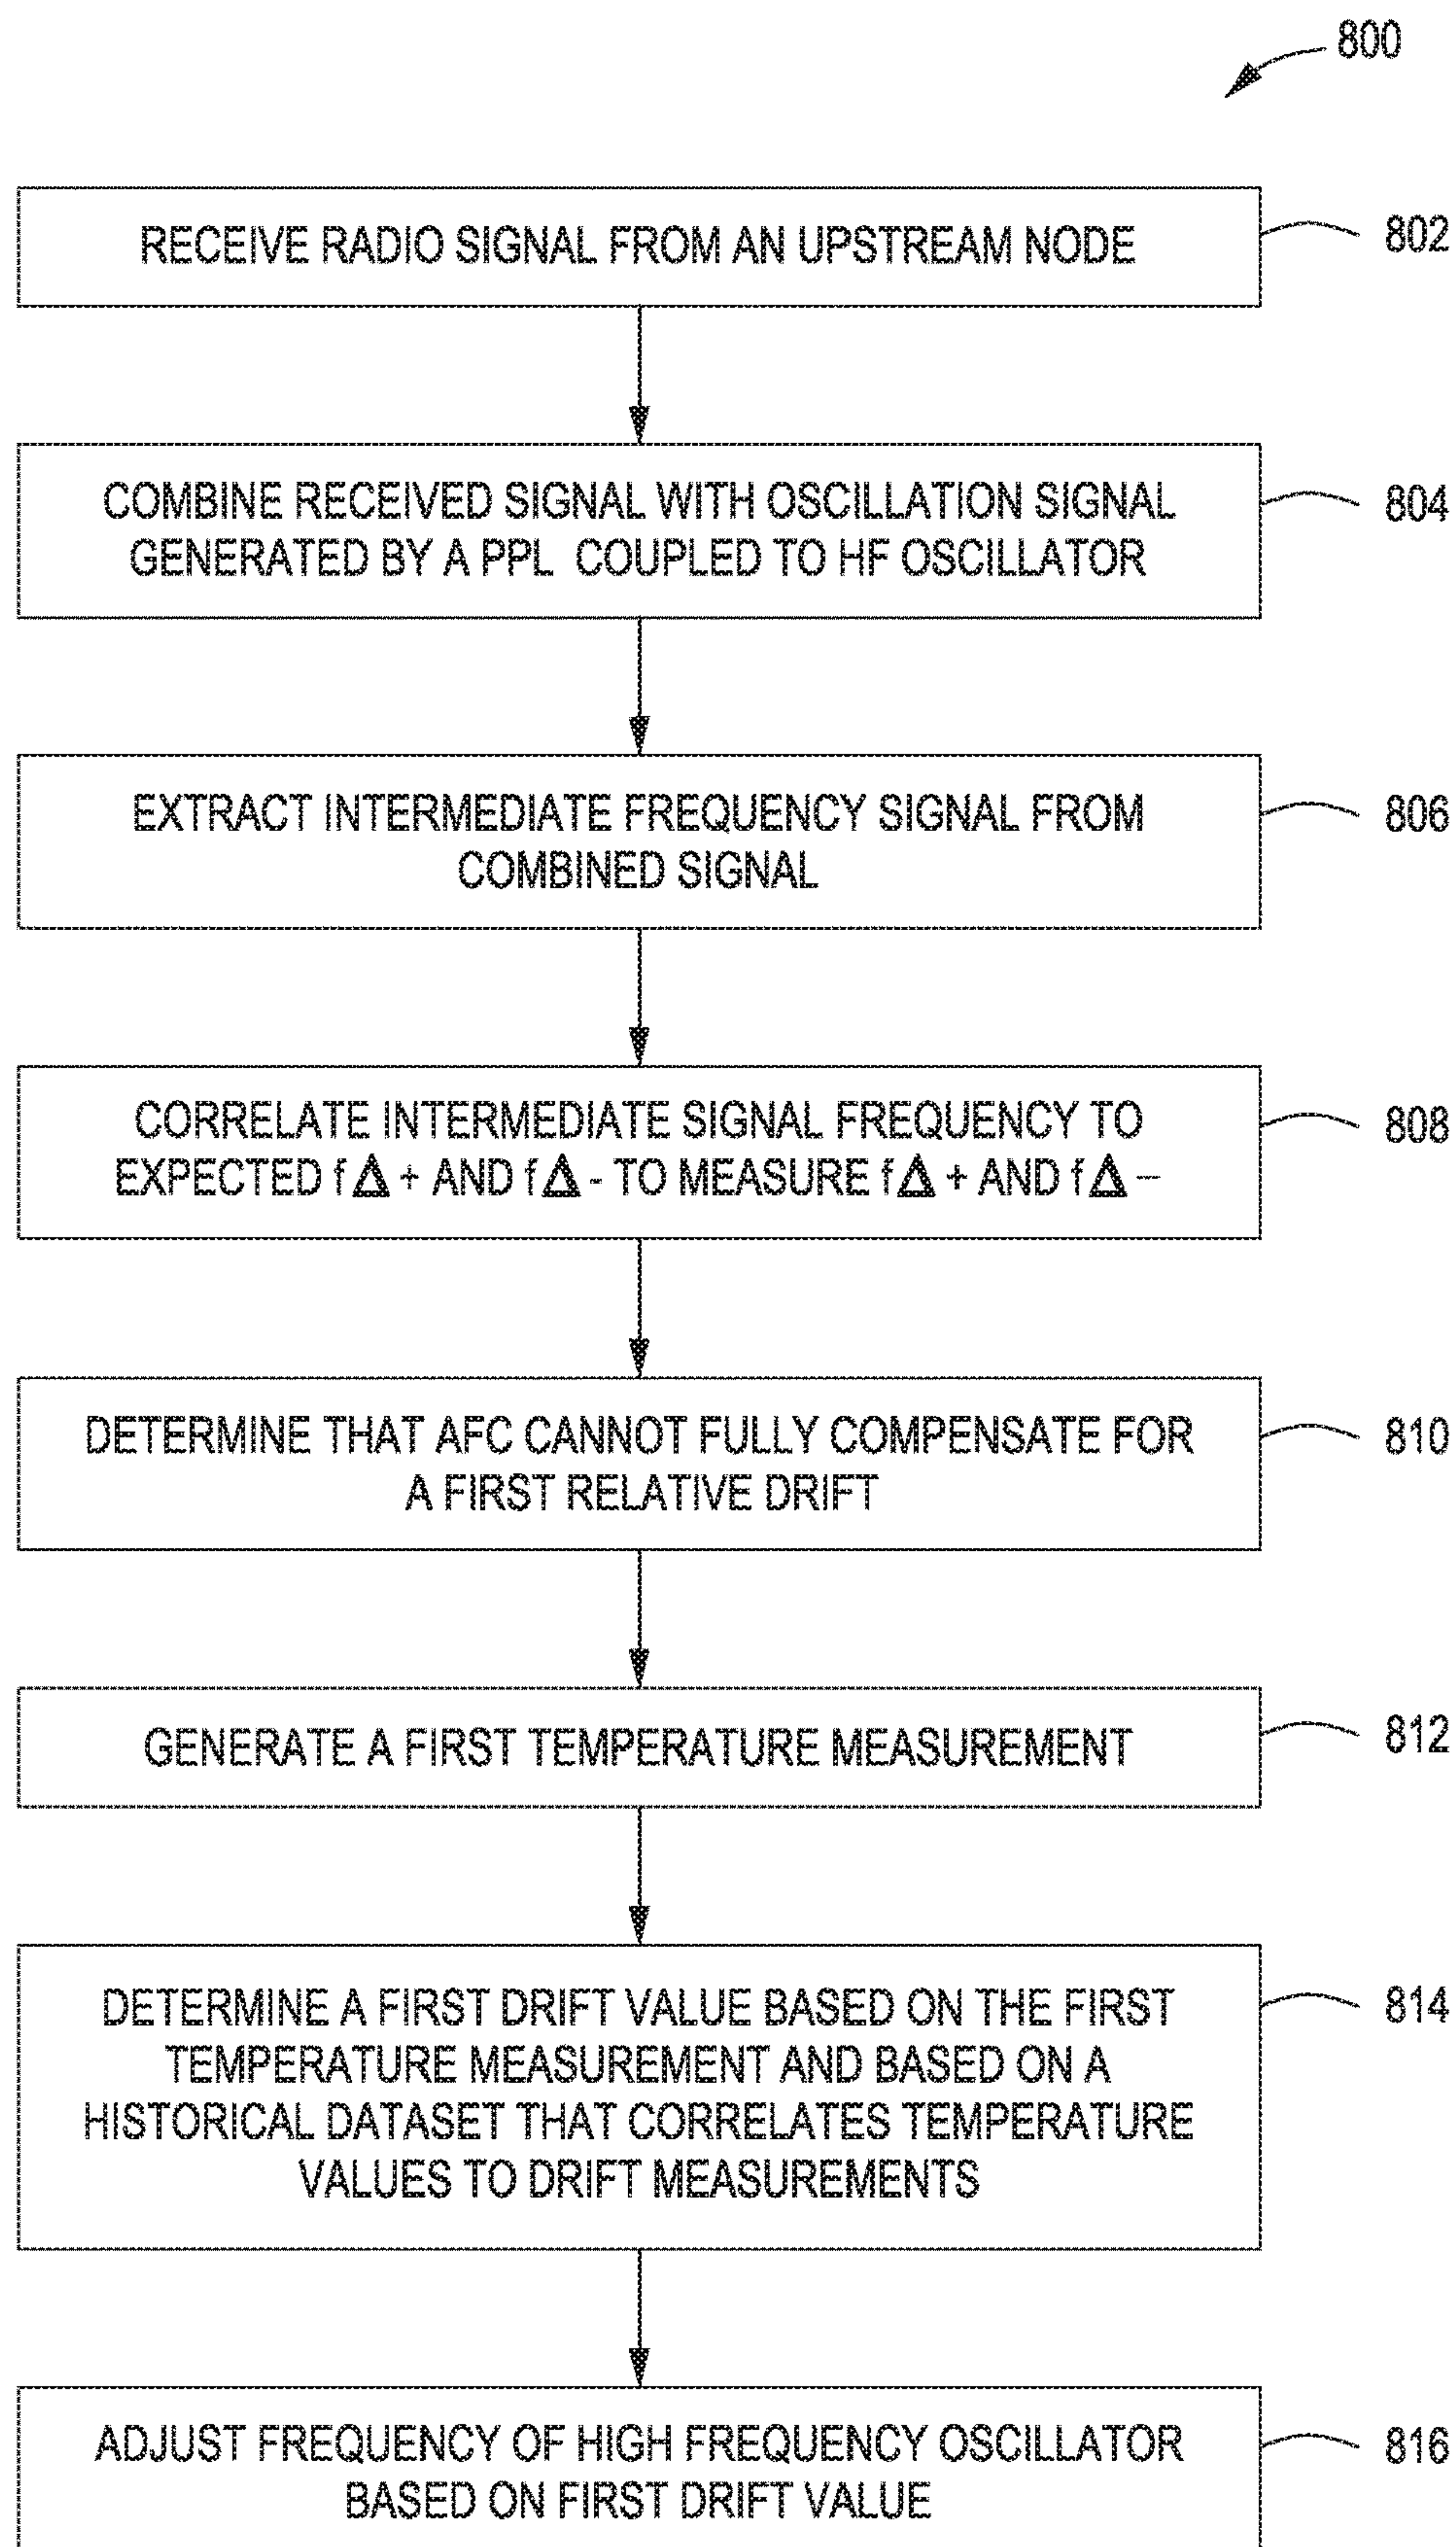 800
RECEIVE RADIO SIGNAL FROM AN UPSTREAM NODE
802
COMBINE RECEIVED SIGNAL WITH OSCILLATION SIGNAL
GENERATED BY A PPL COUPLED TO HF OSCILLATOR
804
EXTRACT INTERMEDIATE FREQUENCY SIGNAL FROM
COMBINED SIGNAL
806
CORRELATE INTERMEDIATE SIGNAL FREQUENCY TO
EXPECTED fΔ+ AND fΔ- TO MEASURE fΔ+ AND fΔ–
808
DETERMINE THAT AFC CANNOT FULLY COMPENSATE FOR
A FIRST RELATIVE DRIFT
810
GENERATE A FIRST TEMPERATURE MEASUREMENT
812
DETERMINE A FIRST DRIFT VALUE BASED ON THE FIRST
TEMPERATURE MEASUREMENT AND BASED ON A
HISTORICAL DATASET THAT CORRELATES TEMPERATURE
VALUES TO DRIFT MEASUREMENTS
814
ADJUST FREQUENCY OF HIGH FREQUENCY OSCILLATOR
BASED ON FIRST DRIFT VALUE
816